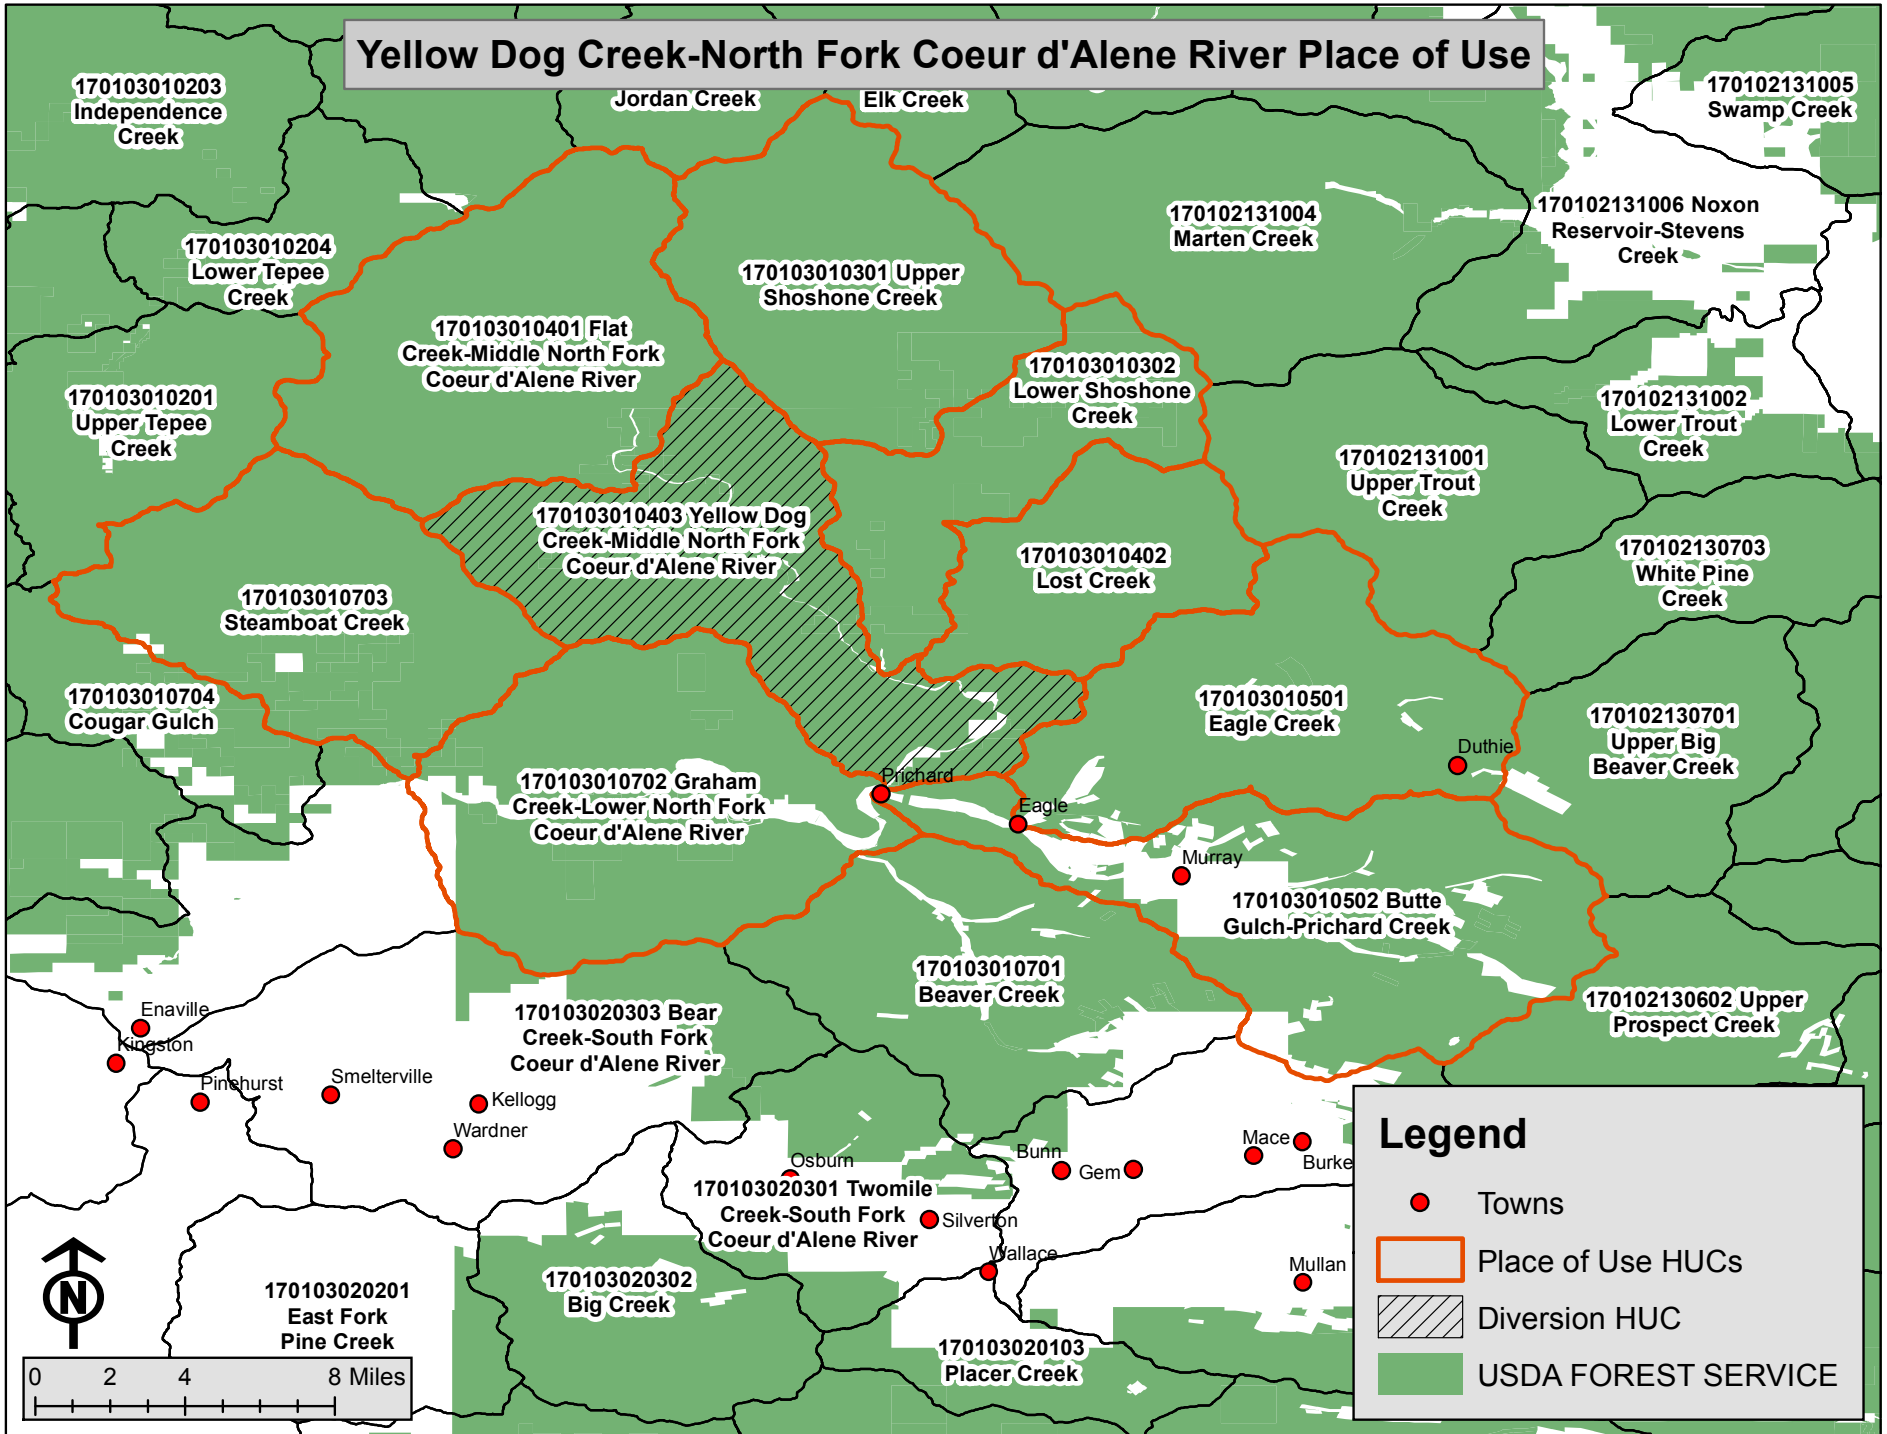 Yellow Dog Creek-North Fork Coeur d'Alene River Place of Use
170103010203
Independence
Creek
Jordan Creek
Elk Creek
170102131005
Swamp Creek
170103010204
Lower Tepee
Creek
170103010301 Upper
Shoshone Creek
170102131004
Marten Creek
170102131006 Noxon
Reservoir-Stevens
Creek
170103010401 Flat
Creek-Middle North Fork
Coeur d'Alene River
170103010302
Lower Shoshone
Creek
170103010201
Upper Tepee
Creek
170102131002
Lower Trout
Creek
170102131001
Upper Trout
Creek
170103010403 Yellow Dog
Creek-Middle North Fork
Coeur d'Alene River
170103010402
Lost Creek
170102130703
White Pine
Creek
170103010703
Steamboat Creek
170103010704
Cougar Gulch
170103010501
Eagle Creek
170102130701
Upper Big
Beaver Creek
Duthie
170103010702 Graham
Creek-Lower North Fork
Coeur d'Alene River
Prichard
Eagle
Murray
170103010502 Butte
Gulch-Prichard Creek
170103010701
Beaver Creek
170102130602 Upper
Prospect Creek
Enaville
Kingston
170103020303 Bear
Creek-South Fork
Coeur d'Alene River
Pinehurst
Smelterville
Kellogg
Wardner
Osburn
Bunn
Gem
Mace
Burke
170103020301 Twomile
Creek-South Fork
Coeur d'Alene River
Silverton
Wallace
Mullan
170103020201
East Fork
Pine Creek
170103020302
Big Creek
170103020103
Placer Creek
Legend
Towns
Place of Use HUCs
Diversion HUC
USDA FOREST SERVICE
N
0 2 4 8 Miles